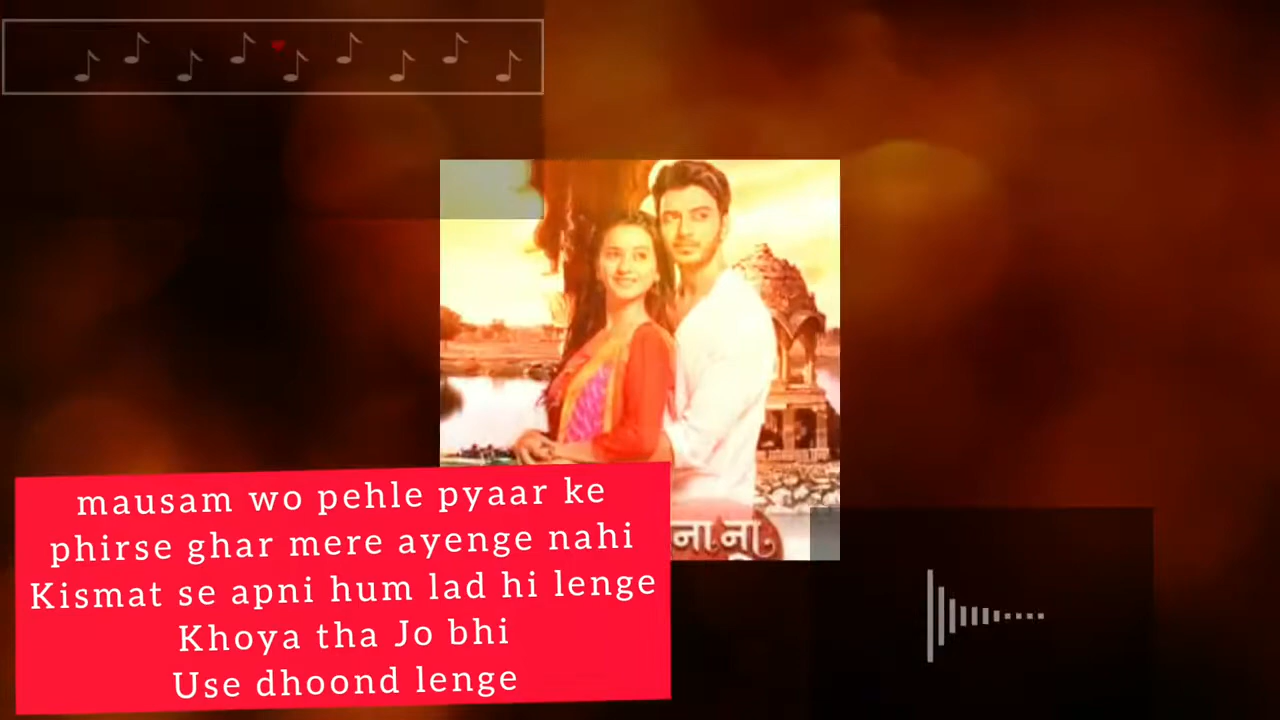 ना ना
mausam wo pehle pyaar ke
phirse ghar mere ayenge nahi
Kismat se apni hum lad hi lenge
Khoya tha Jo bhi
Use dhoond lenge